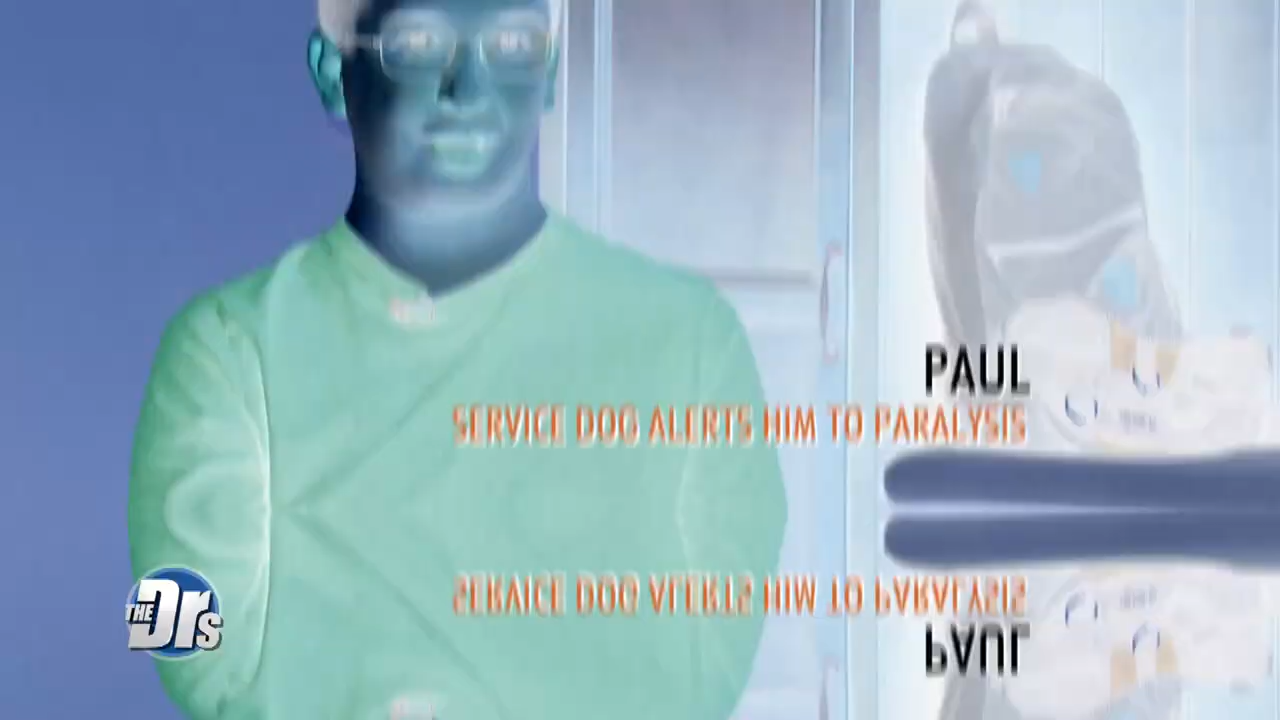 PAUL
SERVICE DOG ALERTS HIM TO PARALYSIS
SERVICE DOG ALERTS HIM TO PARALYSIS
PAUL
THE Drs